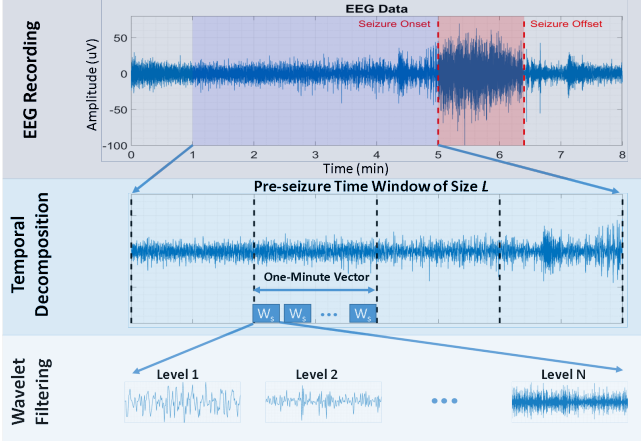 EEG Data
Seizure Onset
Seizure Offset
EEG Recording
Amplitude (uV)
50
0
-50
-100
0 1 2 3 4 5 6 7 8
Time (min)
Pre-seizure Time Window of Size L
Temporal
Decomposition
One-Minute Vector
Ws Ws ••• Ws
Wavelet
Filtering
Level 1
Level 2
•••
Level N